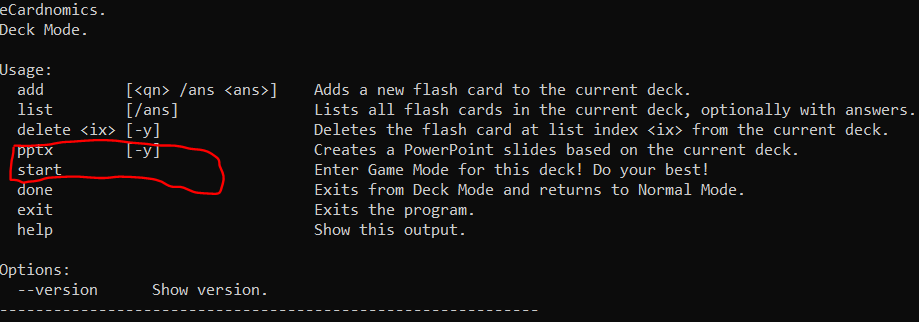 eCardnomics.
Deck Mode.
Usage:
add [<qn> /ans <ans>] Adds a new flash card to the current deck.
list [/ans] Lists all flash cards in the current deck, optionally with answers.
delete <ix> [-y] Deletes the flash card at list index <ix> from the current deck.
pptx [-y] Creates a PowerPoint slides based on the current deck.
start Enter Game Mode for this deck! Do your best!
done Exits from Deck Mode and returns to Normal Mode.
exit Exits the program.
help Show this output.
Options:
--version Show version.
------------------------------------------------------------